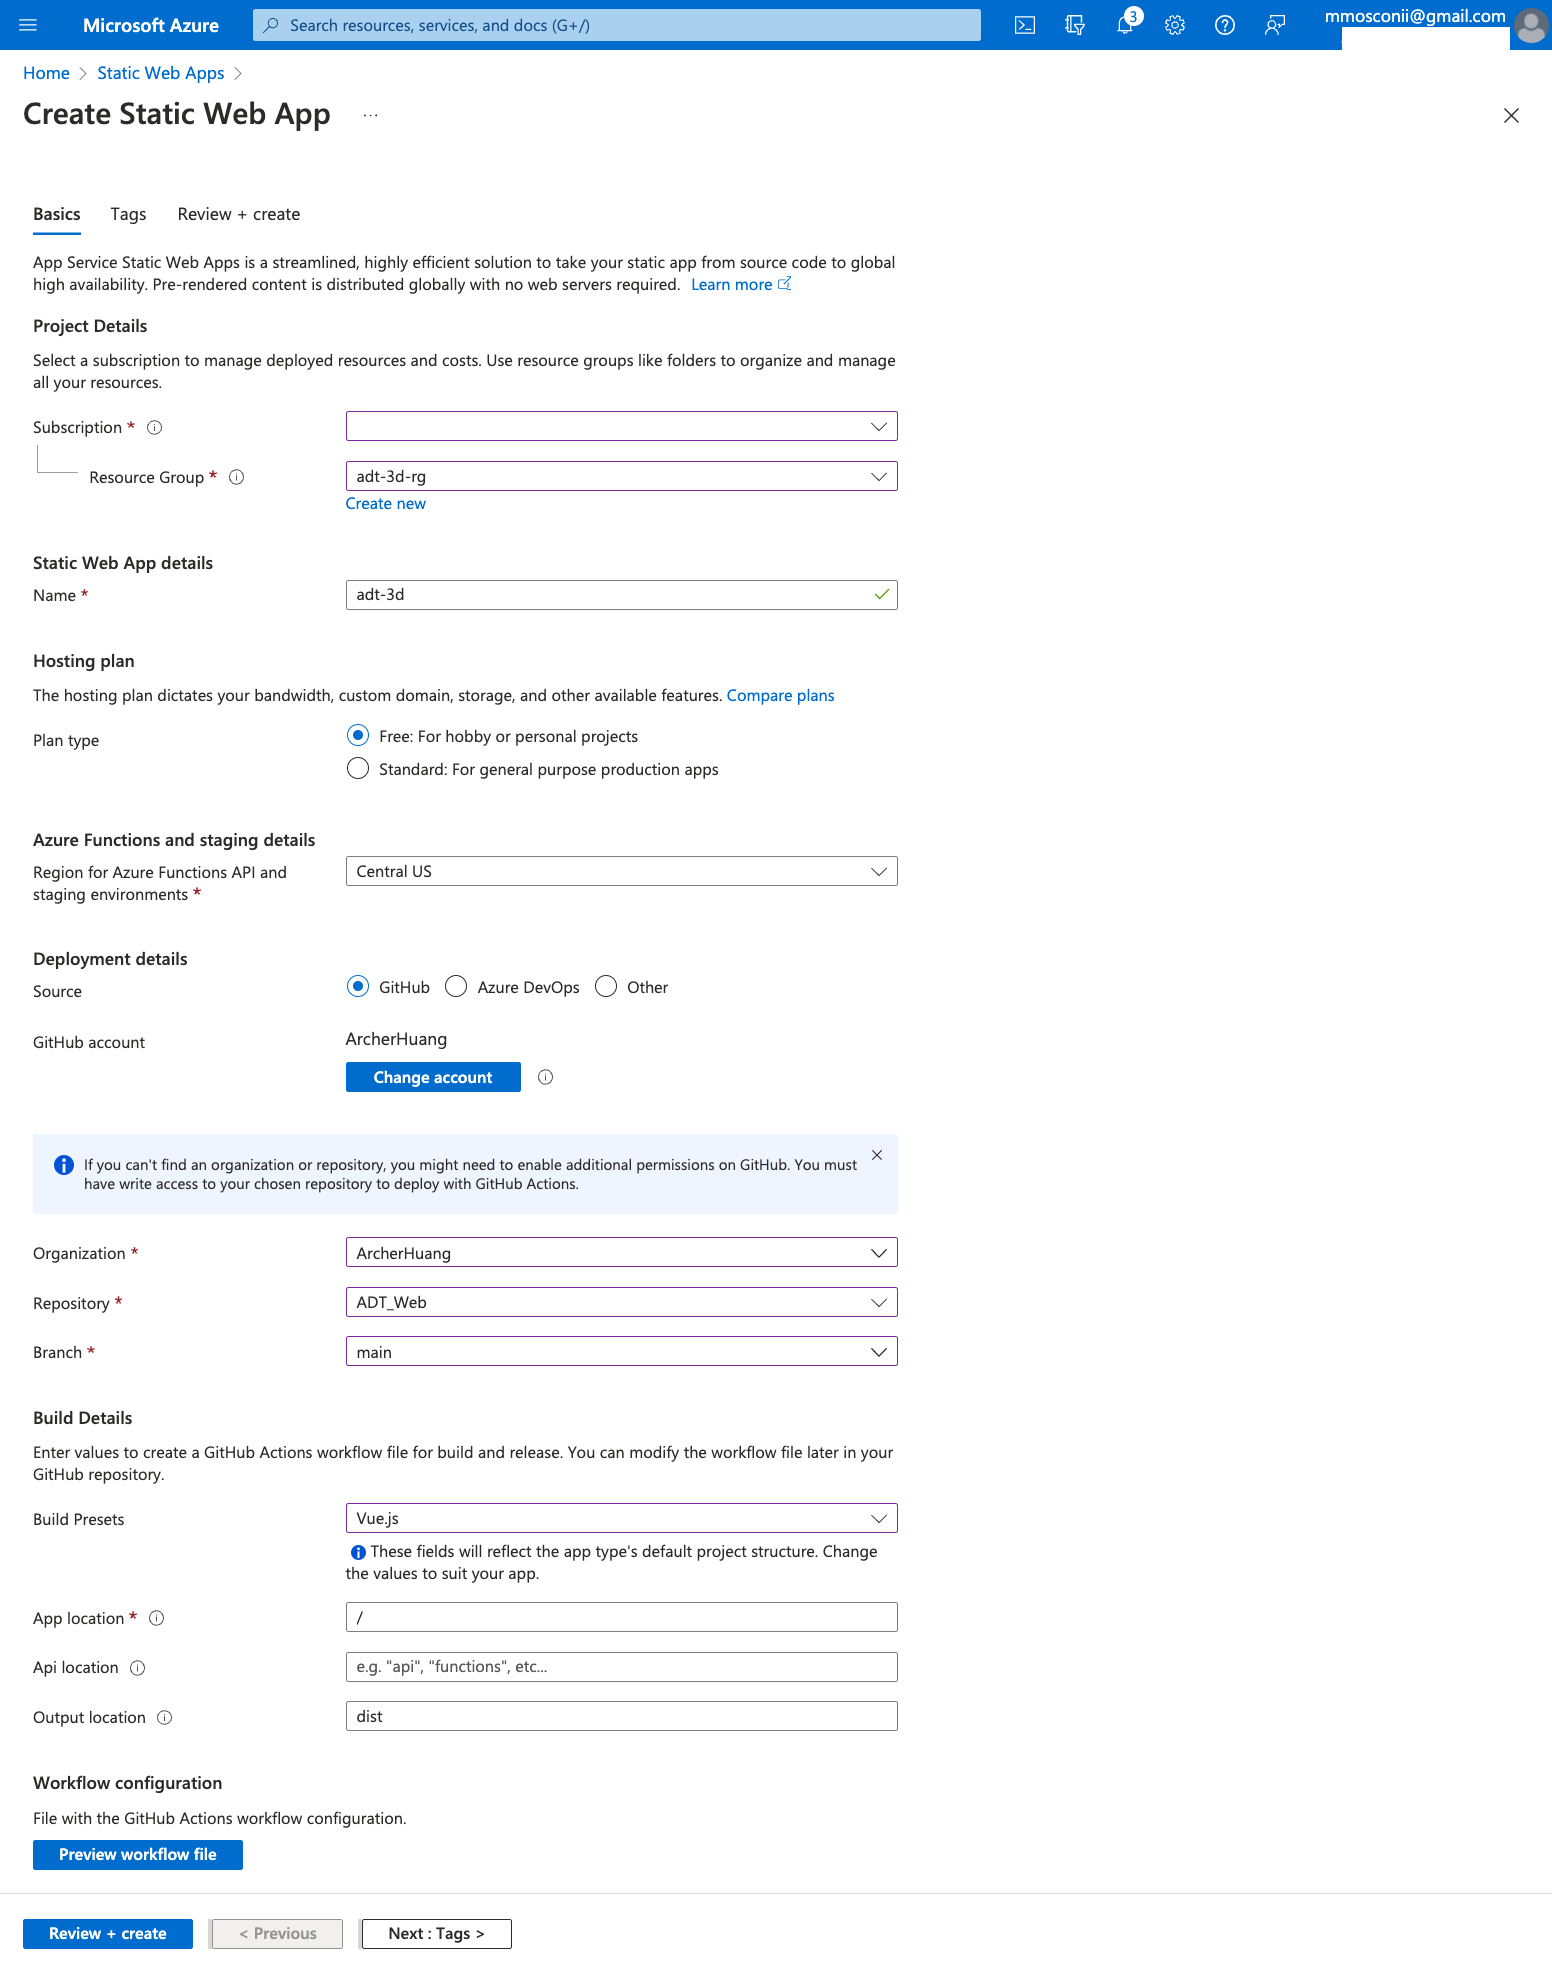 Microsoft Azure
Search resources, services, and docs (G+/)
3
mmosconii@gmail.com
Home > Static Web Apps >
Create Static Web App ...
Basics Tags Review + create
App Service Static Web Apps is a streamlined, highly efficient solution to take your static app from source code to global
high availability. Pre-rendered content is distributed globally with no web servers required. Learn more
Project Details
Select a subscription to manage deployed resources and costs. Use resource groups like folders to organize and manage
all your resources.
Subscription *
Resource Group * adt-3d-rg
Create new
Static Web App details
Name * adt-3d
Hosting plan
The hosting plan dictates your bandwidth, custom domain, storage, and other available features. Compare plans
Plan type Free: For hobby or personal projects
Standard: For general purpose production apps
Azure Functions and staging details
Region for Azure Functions API and
staging environments *
Central US
Deployment details
Source GitHub Azure DevOps Other
GitHub account ArcherHuang
Change account
If you can't find an organization or repository, you might need to enable additional permissions on GitHub. You must
have write access to your chosen repository to deploy with GitHub Actions.
Organization * ArcherHuang
Repository * ADT_Web
Branch * main
Build Details
Enter values to create a GitHub Actions workflow file for build and release. You can modify the workflow file later in your
GitHub repository.
Build Presets Vue.js
These fields will reflect the app type's default project structure. Change
the values to suit your app.
App location * /
Api location e.g. "api", "functions", etc...
Output location dist
Workflow configuration
File with the GitHub Actions workflow configuration.
Preview workflow file
Review + create < Previous Next : Tags >